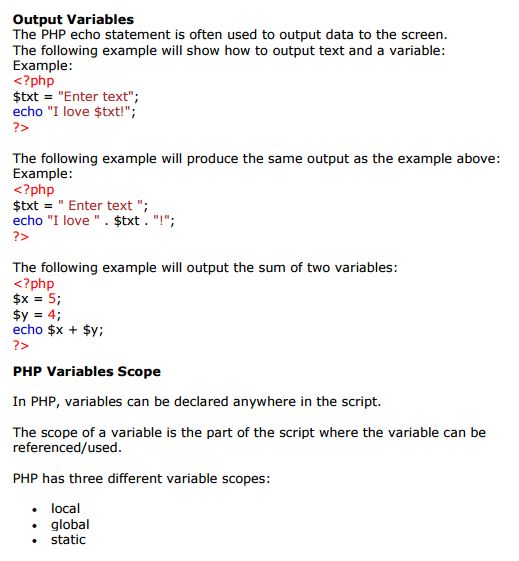 Output Variables
The PHP echo statement is often used to output data to the screen.
The following example will show how to output text and a variable:
Example:
<?php
$txt = "Enter text";
echo "I love $txt!";
?>
The following example will produce the same output as the example above:
Example:
<?php
$txt = " Enter text ";
echo "I love " . $txt . "!";
?>
The following example will output the sum of two variables:
<?php
$x = 5;
$y = 4;
echo $x + $y;
?>
PHP Variables Scope
In PHP, variables can be declared anywhere in the script.
The scope of a variable is the part of the script where the variable can be
referenced/used.
PHP has three different variable scopes:
• local
• global
• static